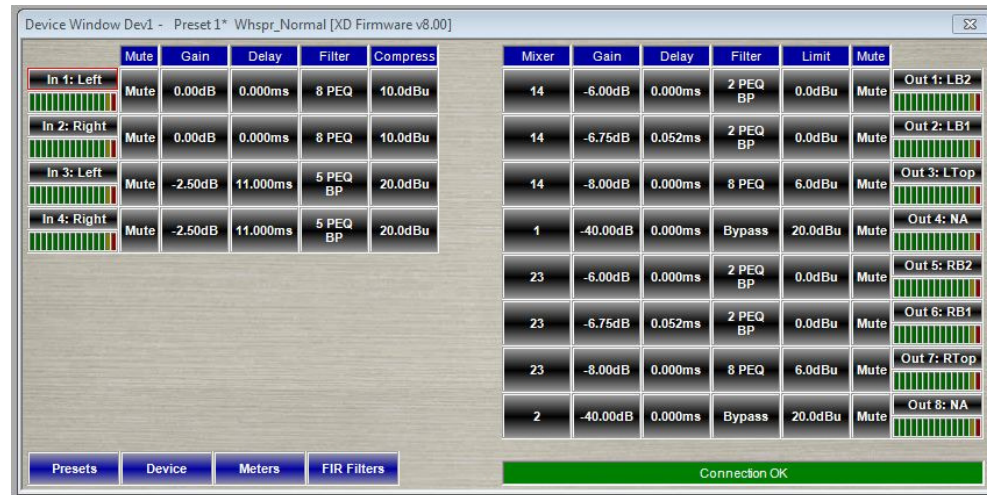 Device Window Dev1 - Preset 1* Whspr_Normal [XD Firmware v8.00]
Mute Gain Delay Filter Compress
In 1: Left Mute 0.00dB 0.000ms 8 PEQ 10.0dBu
In 2: Right Mute 0.00dB 0.000ms 8 PEQ 10.0dBu
In 3: Left Mute -2.50dB 11.000ms 5 PEQ BP 20.0dBu
In 4: Right Mute -2.50dB 11.000ms 5 PEQ BP 20.0dBu
Mixer Gain Delay Filter Limit Mute
14 -6.00dB 0.000ms 2 PEQ BP 0.0dBu Mute Out 1: LB2
14 -6.75dB 0.052ms 2 PEQ BP 0.0dBu Mute Out 2: LB1
14 -8.00dB 0.000ms 8 PEQ 6.0dBu Mute Out 3: LTop
1 -40.00dB 0.000ms Bypass 20.0dBu Mute Out 4: NA
23 -6.00dB 0.000ms 2 PEQ BP 0.0dBu Mute Out 5: RB2
23 -6.75dB 0.052ms 2 PEQ BP 0.0dBu Mute Out 6: RB1
23 -8.00dB 0.000ms 8 PEQ 6.0dBu Mute Out 7: RTop
2 -40.00dB 0.000ms Bypass 20.0dBu Mute Out 8: NA
Presets Device Meters FIR Filters
Connection OK